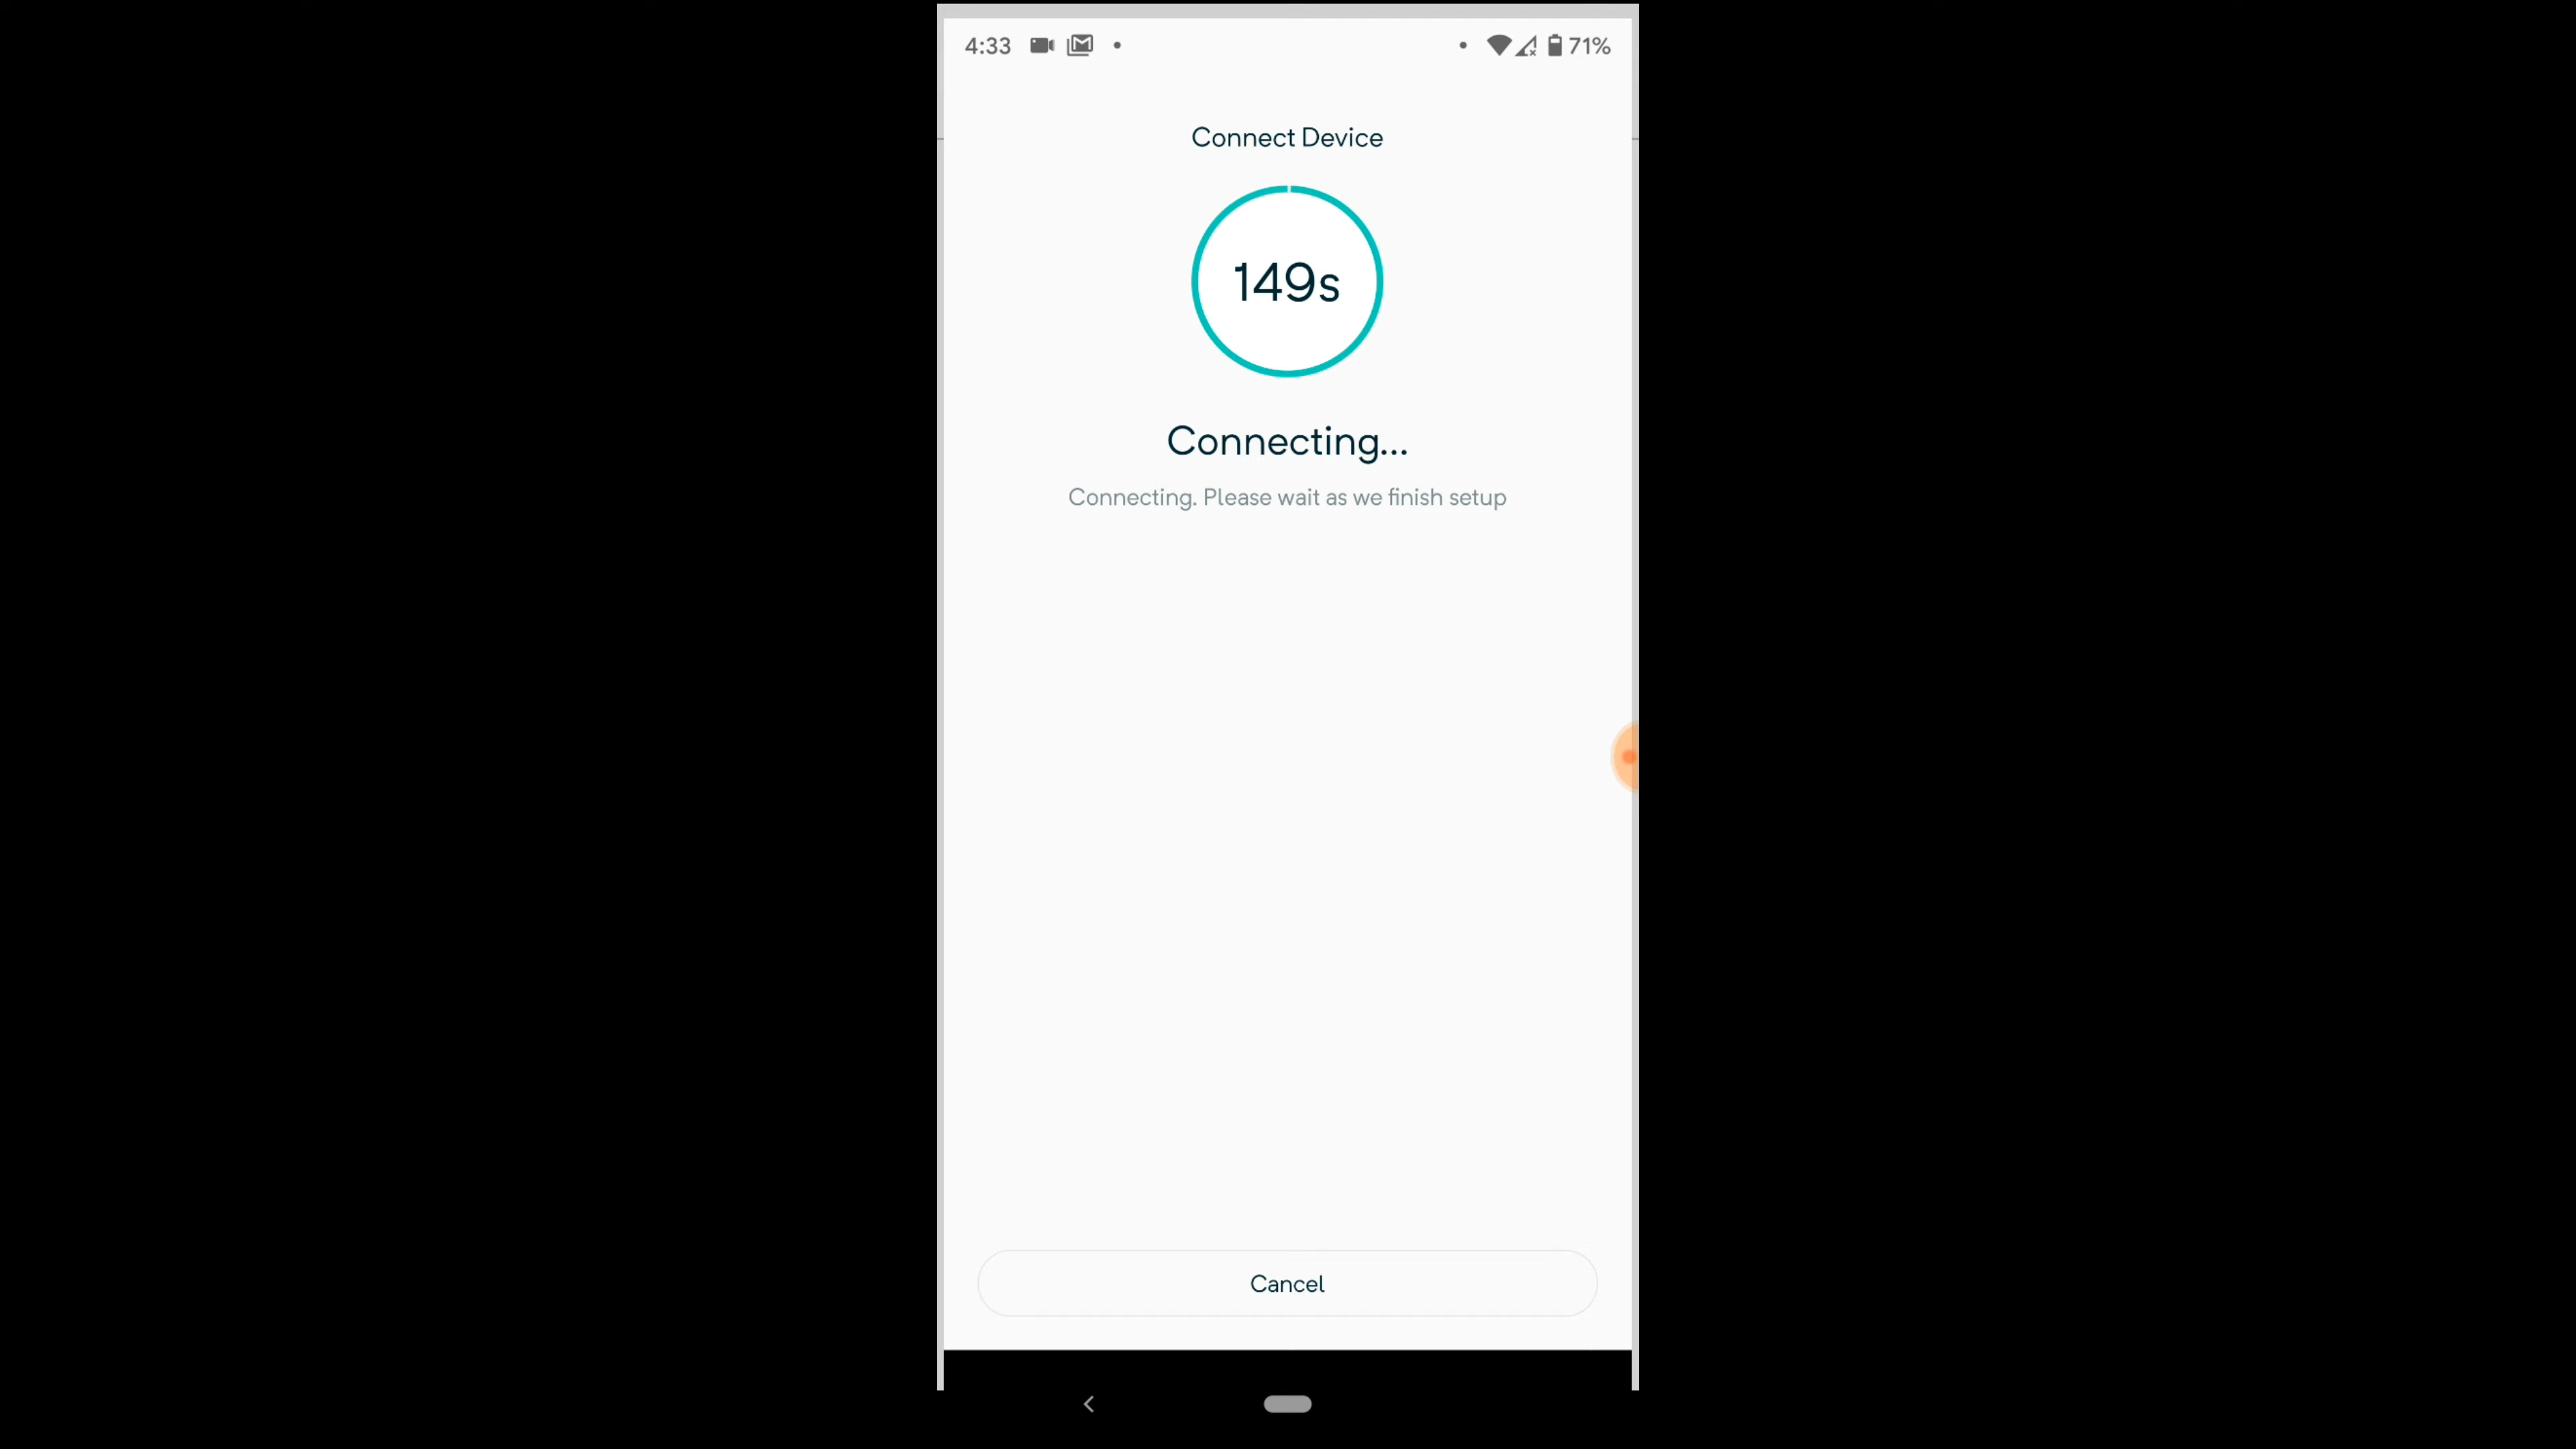 4:33 71%
Connect Device
149s
Connecting...
Connecting. Please wait as we finish setup
Cancel